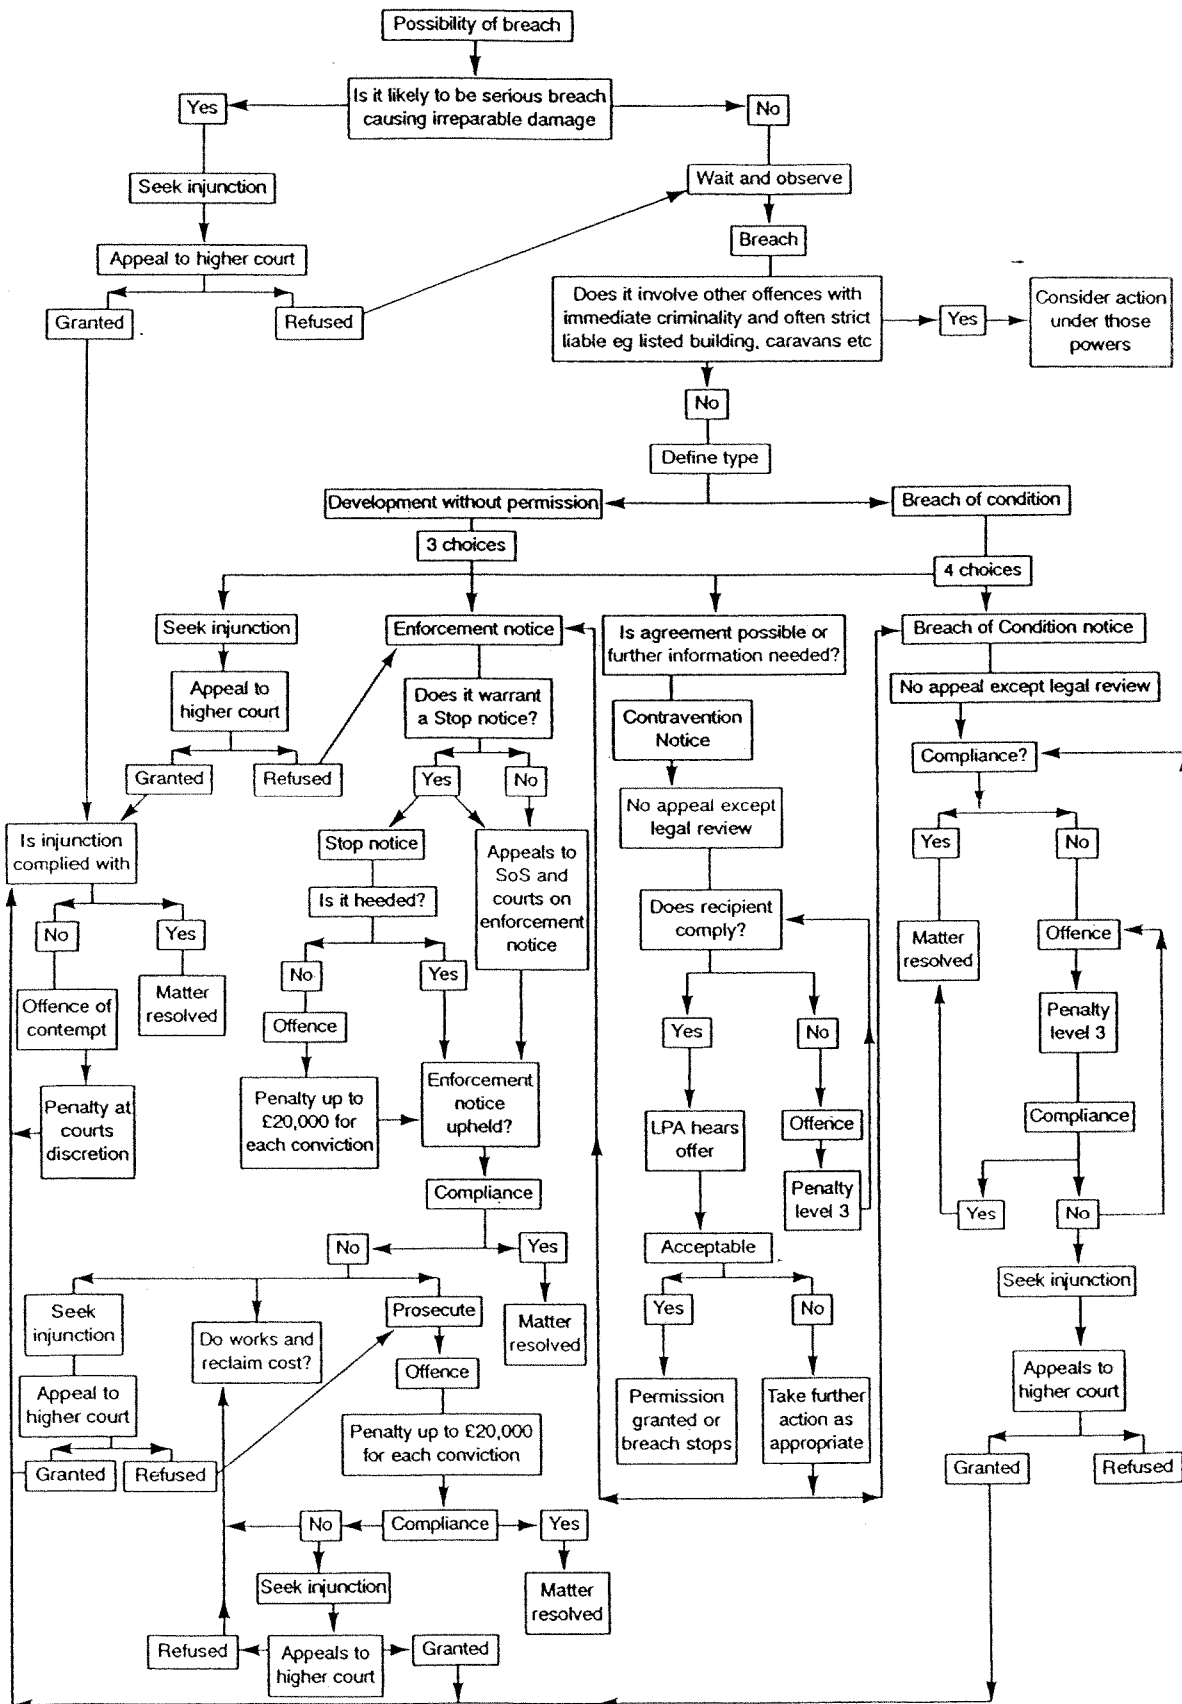 Possibility of breach
Is it likely to be serious breach
causing irreparable damage
Yes
No
Seek injunction
Wait and observe
Appeal to higher court
Breach
Granted
Refused
Does it involve other offences with
immediate criminality and often strict
liable eg listed building, caravans etc
Yes
Consider action
under those
powers
No
Define type
Development without permission
Breach of condition
3 choices
4 choices
Seek injunction
Enforcement notice
Is agreement possible or
further information needed?
Breach of Condition notice
Appeal to
higher court
Does it warrant
a Stop notice?
Contravention
Notice
No appeal except legal review
Granted
Refused
Yes
No
Compliance?
No appeal except
legal review
Is injunction
complied with
Stop notice
Appeals to
SoS and
courts on
enforcement
notice
Yes
No
Is it heeded?
Does recipient
comply?
No
Yes
Matter
resolved
Offence
No
Yes
Offence of
contempt
Matter
resolved
Offence
Yes
No
Penalty
level 3
Penalty at
courts
discretion
Penalty up to
£20,000 for
each conviction
Enforcement
notice
upheld?
LPA hears
offer
Offence
Compliance
Compliance
Penalty
level 3
Yes
No
No
Yes
Acceptable
Seek
injunction
Do works and
reclaim cost?
Prosecute
Matter
resolved
Yes
No
Seek injunction
Offence
Appeal to
higher court
Penalty up to £20,000
for each conviction
Permission
granted or
breach stops
Take further
action as
appropriate
Appeals to
higher court
Granted
Refused
Granted
Refused
No
Compliance
Yes
Seek injunction
Matter
resolved
Refused
Appeals to
higher court
Granted